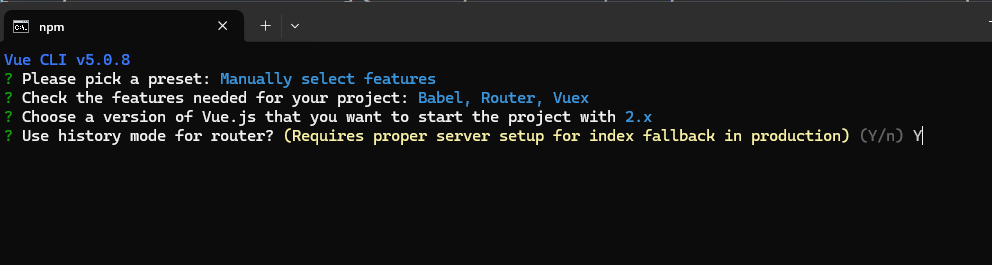 npm
Vue CLI v5.0.8
? Please pick a preset: Manually select features
? Check the features needed for your project: Babel, Router, Vuex
? Choose a version of Vue.js that you want to start the project with 2.x
? Use history mode for router? (Requires proper server setup for index fallback in production) (Y/n) Y